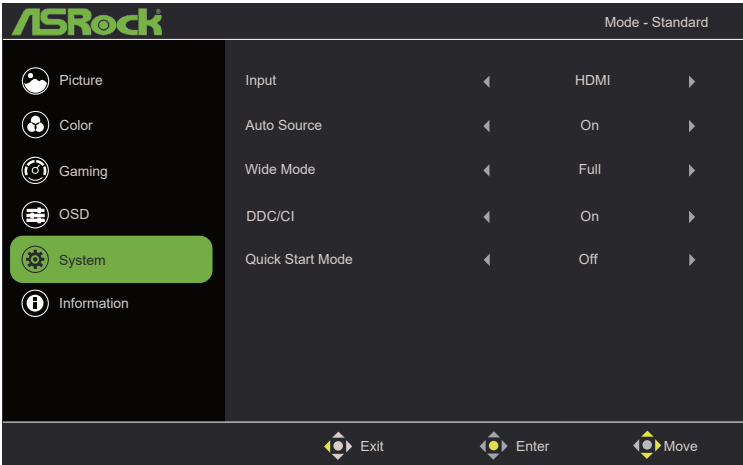 ASRock
Mode - Standard
Picture
Input HDMI
Color
Auto Source On
Gaming
Wide Mode Full
OSD
DDC/CI On
System
Quick Start Mode Off
Information
Exit Enter Move